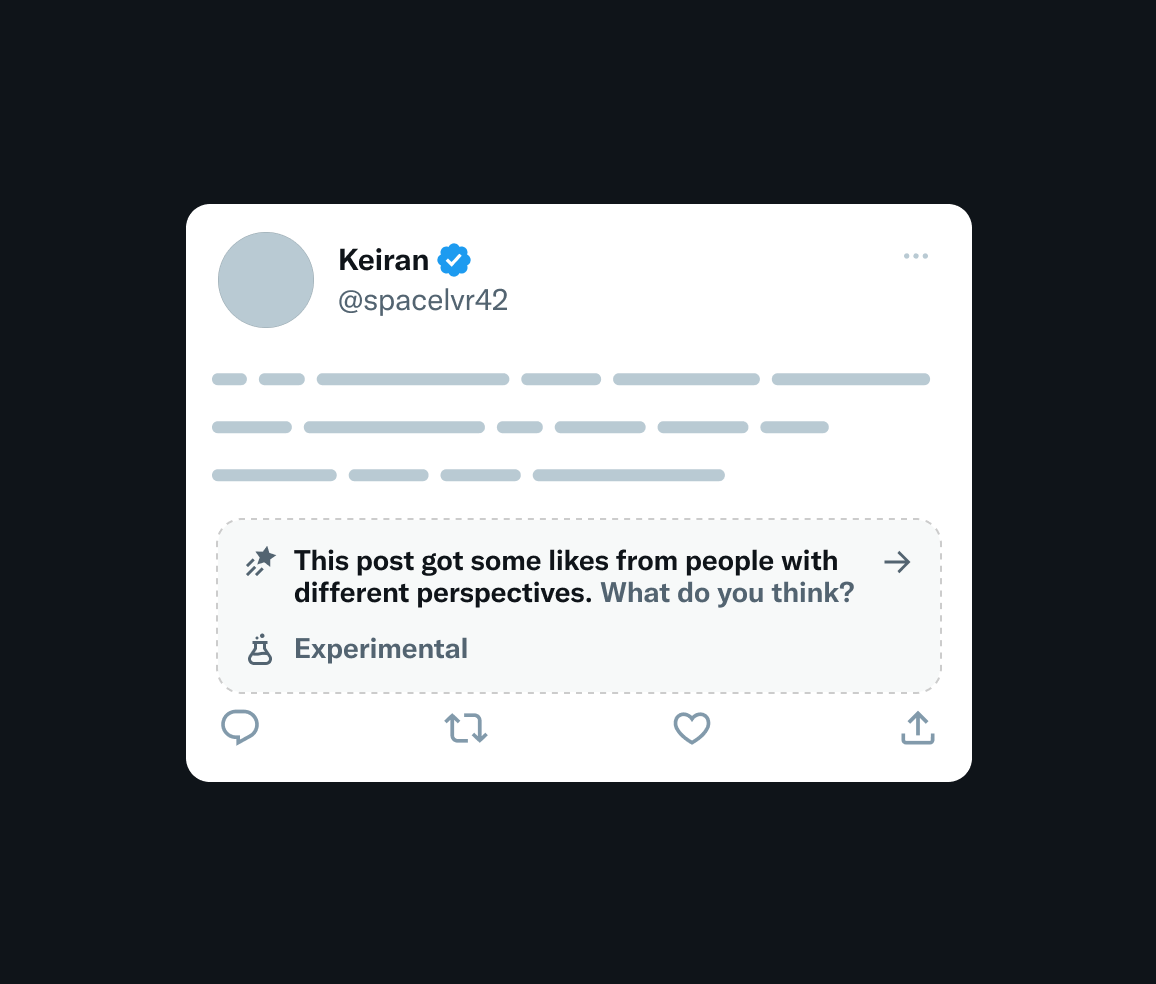 Keiran
@spacelvr42
This post got some likes from people with
different perspectives. What do you think?
Experimental